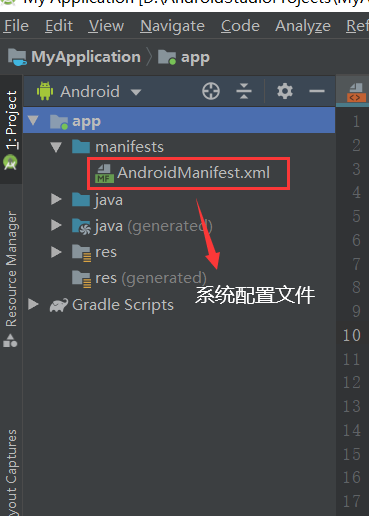 My Application [D:\AndroidStudioProjects\MyA
File Edit View Navigate Code Analyze Ref
MyApplication app
1: Project
Android
app
manifests
AndroidManifest.xml
java
java (generated)
res
res (generated)
系统配置文件
Gradle Scripts
Resource Manager
yout Captures
1
2
3
4
5
6
7
8
9
10
11
12
13
14
15
16
17